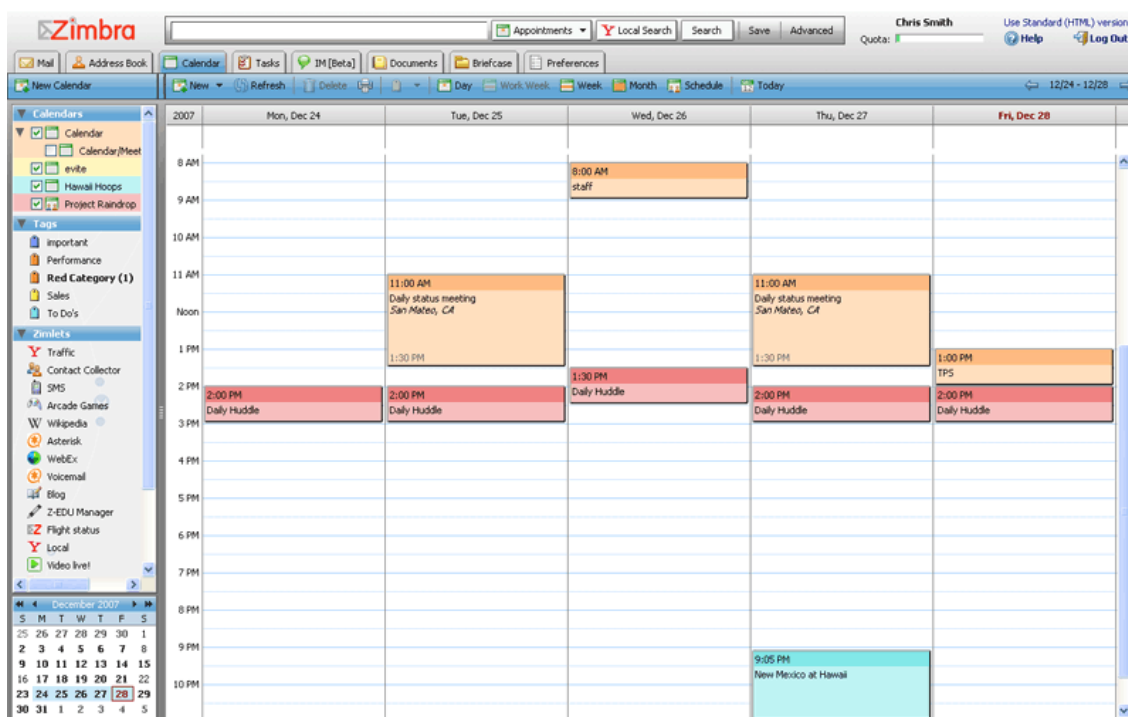 Zimbra
Appointments
Local Search
Search
Save
Advanced
Chris Smith
Quota:
Use Standard (HTML) version
Help
Log Out
Mail
Address Book
Calendar
Tasks
IM [Beta]
Documents
Briefcase
Preferences
New Calendar
New
Refresh
Delete
Day
Work Week
Week
Month
Schedule
Today
12/24 - 12/28
Calendars
Calendar
Calendar/Meet
evite
Hawaii Hoops
Project Raindrop
Tags
important
Performance
Red Category (1)
Sales
To Do's
Zimlets
Traffic
Contact Collector
SMS
Arcade Games
Wikipedia
Asterisk
WebEx
Voicemail
Blog
Z-EDU Manager
Flight status
Local
Video live!
December 2007
S M T W T F S
25 26 27 28 29 30 1
2 3 4 5 6 7 8
9 10 11 12 13 14 15
16 17 18 19 20 21 22
23 24 25 26 27 28 29
30 31 1 2 3 4 5
2007
Mon, Dec 24
Tue, Dec 25
Wed, Dec 26
Thu, Dec 27
Fri, Dec 28
8 AM
9 AM
10 AM
11 AM
Noon
1 PM
2 PM
3 PM
4 PM
5 PM
6 PM
7 PM
8 PM
9 PM
10 PM
2:00 PM
Daily Huddle
11:00 AM
Daily status meeting
San Mateo, CA
1:30 PM
2:00 PM
Daily Huddle
8:00 AM
staff
1:30 PM
Daily Huddle
11:00 AM
Daily status meeting
San Mateo, CA
1:30 PM
2:00 PM
Daily Huddle
9:05 PM
New Mexico at Hawaii
1:00 PM
TPS
2:00 PM
Daily Huddle